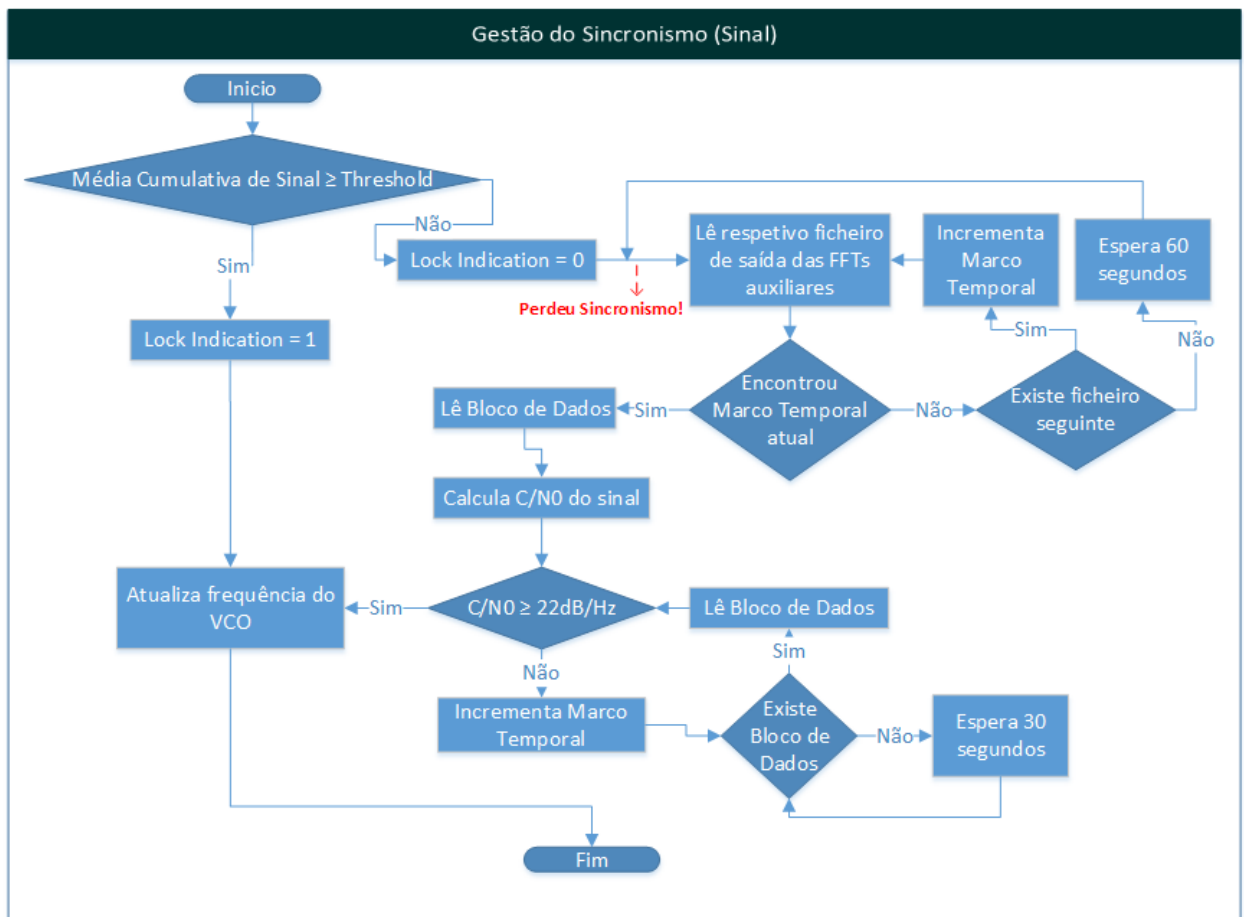 Gestão do Sincronismo (Sinal)
Inicio
Média Cumulativa de Sinal ≥ Threshold
Não
Sim
Lock Indication = 0
Perdeu Sincronismo!
Lê respetivo ficheiro
de saída das FFTs
auxiliares
Incrementa
Marco
Temporal
Espera 60
segundos
Lock Indication = 1
Sim
Não
Encontrou
Marco Temporal
atual
Sim
Não
Existe ficheiro
seguinte
Lê Bloco de Dados
Calcula C/N0 do sinal
Atualiza frequência do
VCO
Sim
C/N0 ≥ 22dB/Hz
Lê Bloco de Dados
Sim
Não
Incrementa Marco
Temporal
Existe
Bloco de
Dados
Não
Espera 30
segundos
Fim